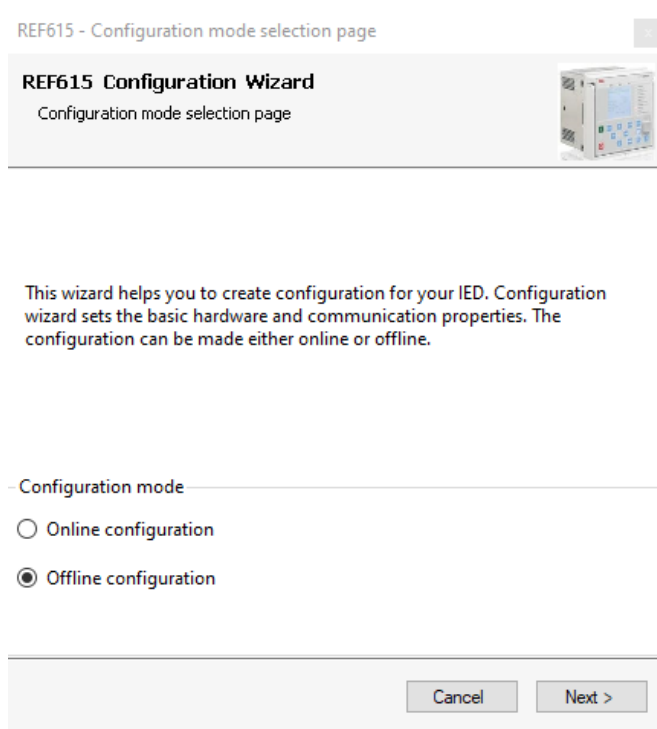 REF615 - Configuration mode selection page
x
REF615 Configuration Wizard
Configuration mode selection page
This wizard helps you to create configuration for your IED. Configuration
wizard sets the basic hardware and communication properties. The
configuration can be made either online or offline.
Configuration mode
Online configuration
Offline configuration
Cancel
Next >